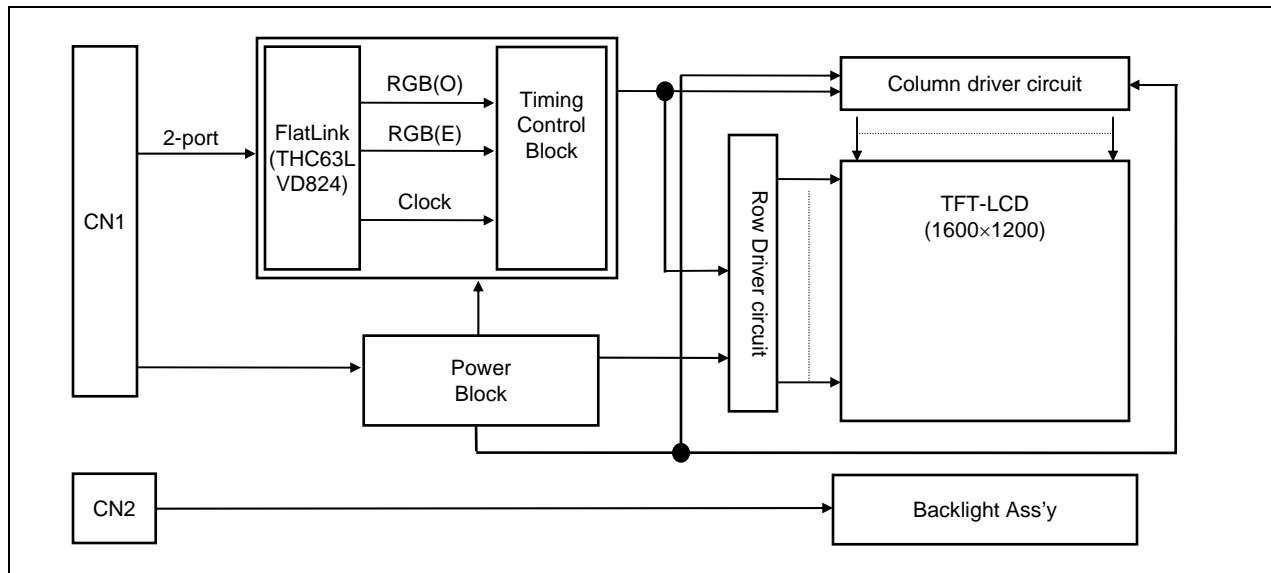 CN1
2-port
FlatLink
(THC63L
VD824)
RGB(O)
RGB(E)
Clock
Timing
Control
Block
Power
Block
Row Driver circuit
Column driver circuit
TFT-LCD
(1600×1200)
CN2
Backlight Ass'y